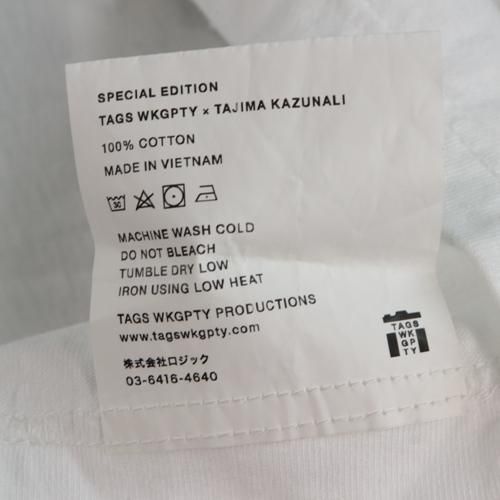 SPECIAL EDITION
TAGS WKGPTY × TAJIMA KAZUNALI
100% COTTON
MADE IN VIETNAM
30
MACHINE WASH COLD
DO NOT BLEACH
TUMBLE DRY LOW
IRON USING LOW HEAT
TAGS WKGPTY PRODUCTIONS
www.tagswkgpty.com
株式会社ロジック
03-6416-4640
TAGS
WK
GP
TY